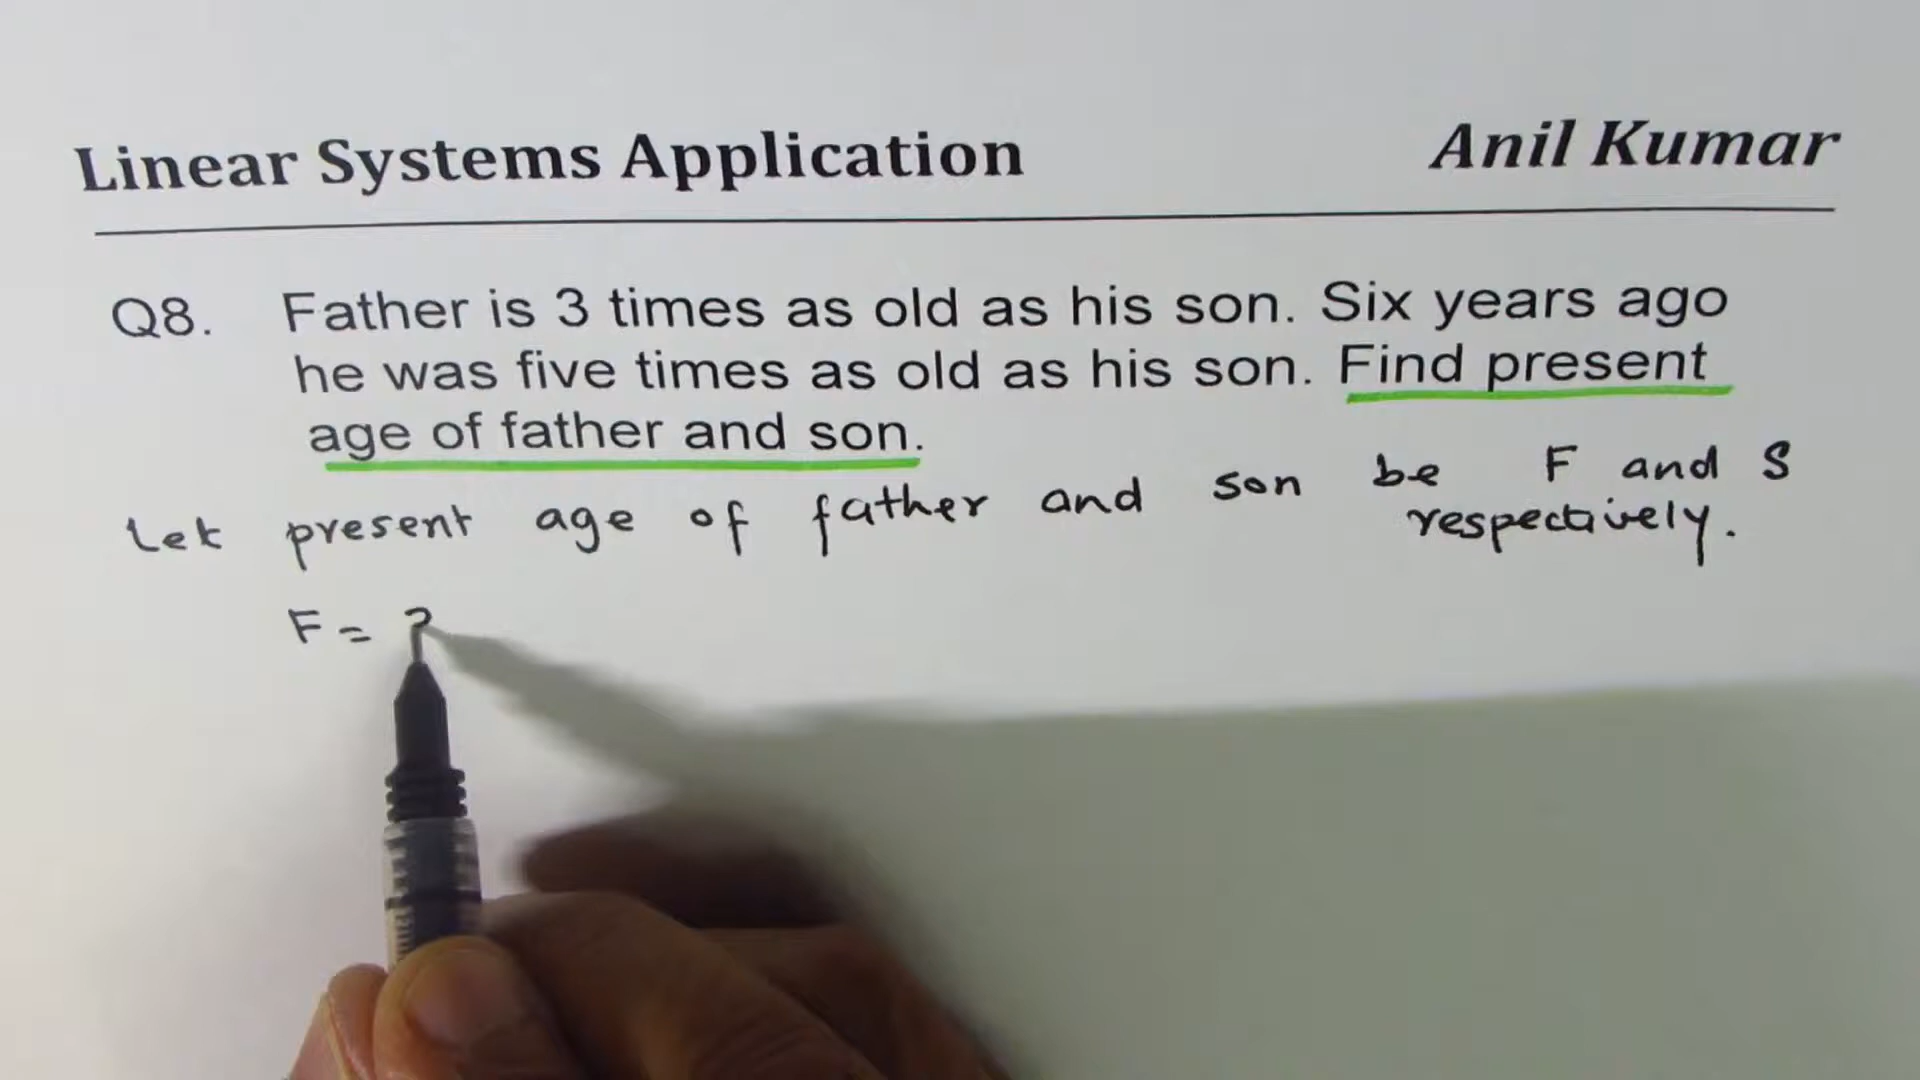 Linear Systems Application Anil Kumar
Q8. Father is 3 times as old as his son. Six years ago
he was five times as old as his son. Find present
age of father and son.
Let present age of father and son be F and S
respectively.
F =